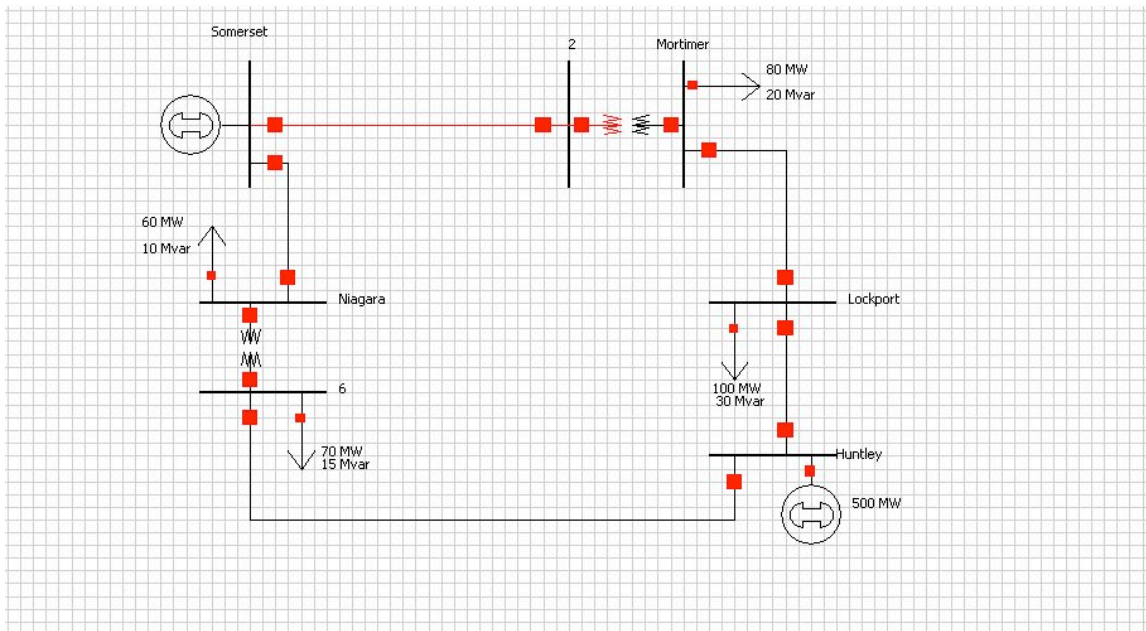 Somerset
2
Mortimer
80 MW
20 Mvar
60 MW
10 Mvar
Niagara
Lockport
6
100 MW
30 Mvar
70 MW
15 Mvar
Huntley
500 MW